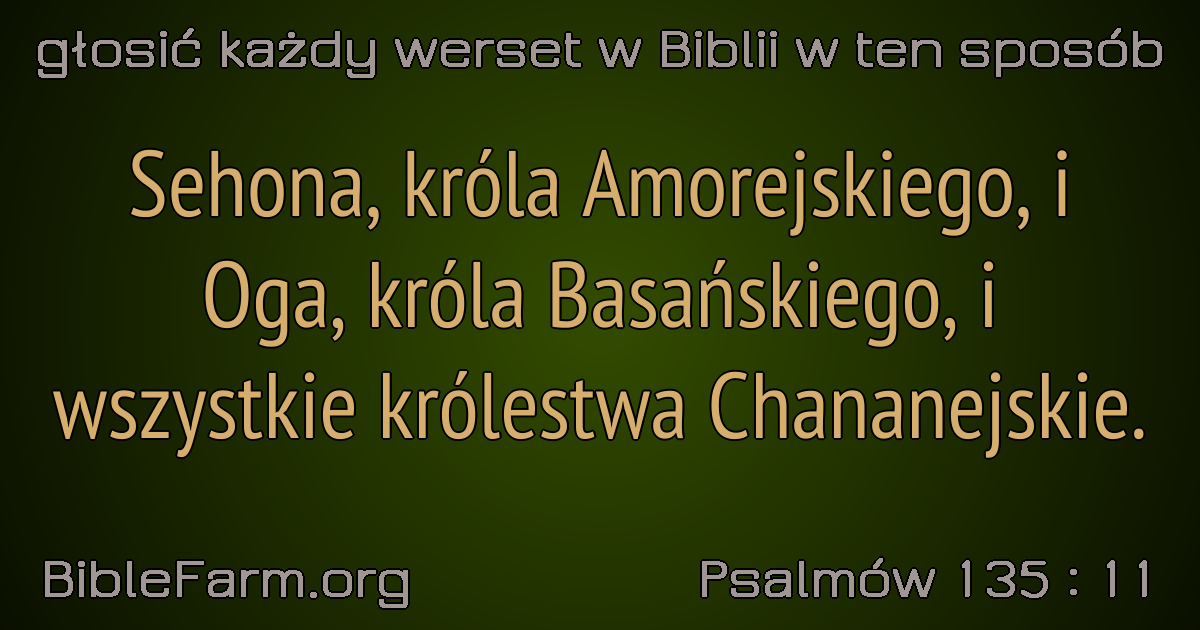 głosić każdy werset w Biblii w ten sposób
Sehona, króla Amorejskiego, i
Oga, króla Basańskiego, i
wszystkie królestwa Chananejskie.
BibleFarm.org
Psalmów 135 : 11